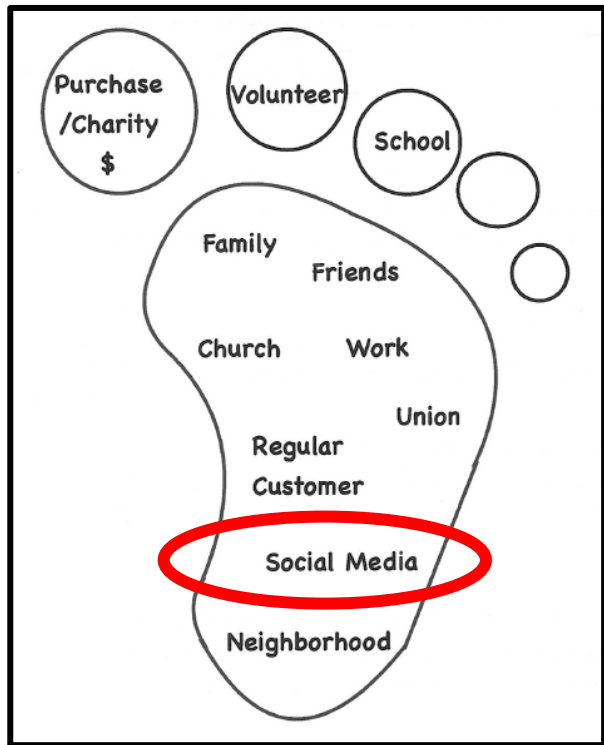 Purchase
/Charity
$
Volunteer
School
Family
Friends
Church
Work
Union
Regular
Customer
Social Media
Neighborhood